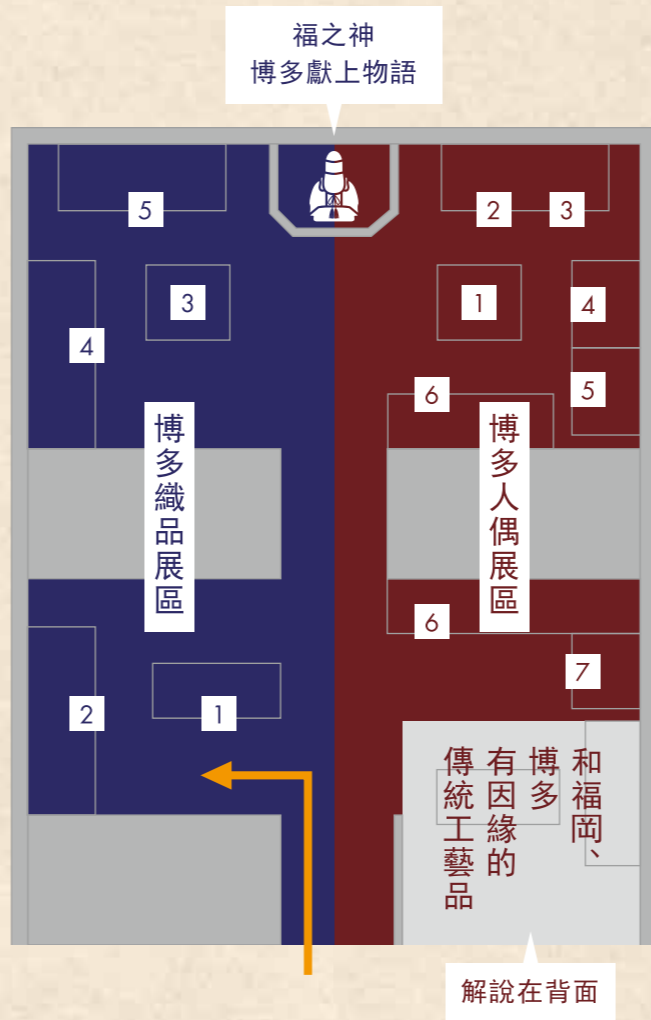 福之神
博多獻上物語
5
2
3
3
1
4
4
5
6
博多織品展區
博多人偶展區
6
7
2
1
和福岡、
博多
有因緣的
傳統工藝品
解說在背面